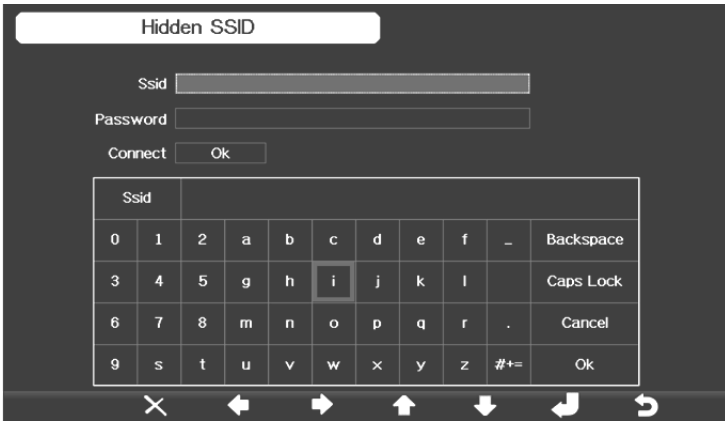 Hidden SSID
Ssid
Password
Connect Ok
Ssid
0 1 2 a b c d e f _ Backspace
3 4 5 g h i j k l Caps Lock
6 7 8 m n o p q r . Cancel
9 s t u v w x y z #+= Ok